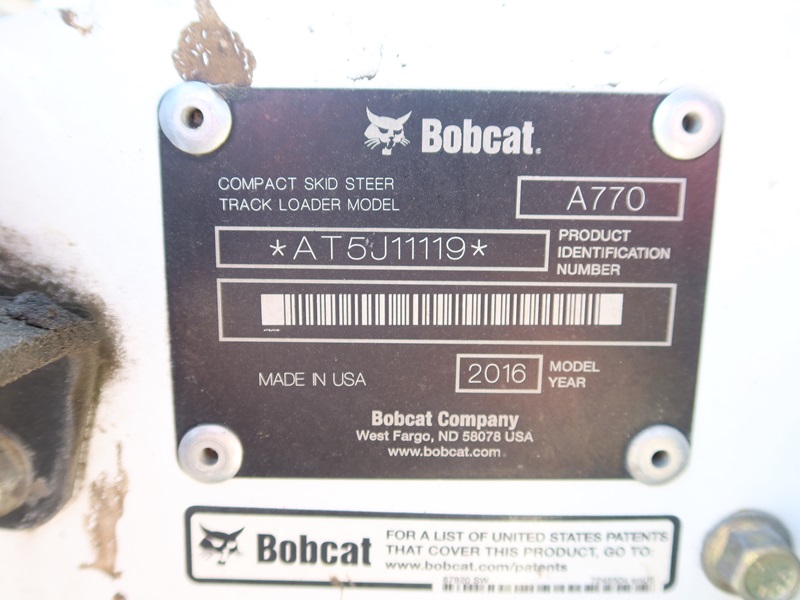 Bobcat.
COMPACT SKID STEER
TRACK LOADER MODEL
A770
*AT5J11119*
PRODUCT
IDENTIFICATION
NUMBER
MADE IN USA
2016
MODEL
YEAR
Bobcat Company
West Fargo, ND 58078 USA
www.bobcat.com
Bobcat
FOR A LIST OF UNITED STATES PATENTS
THAT COVER THIS PRODUCT, GO TO:
www.bobcat.com/patents